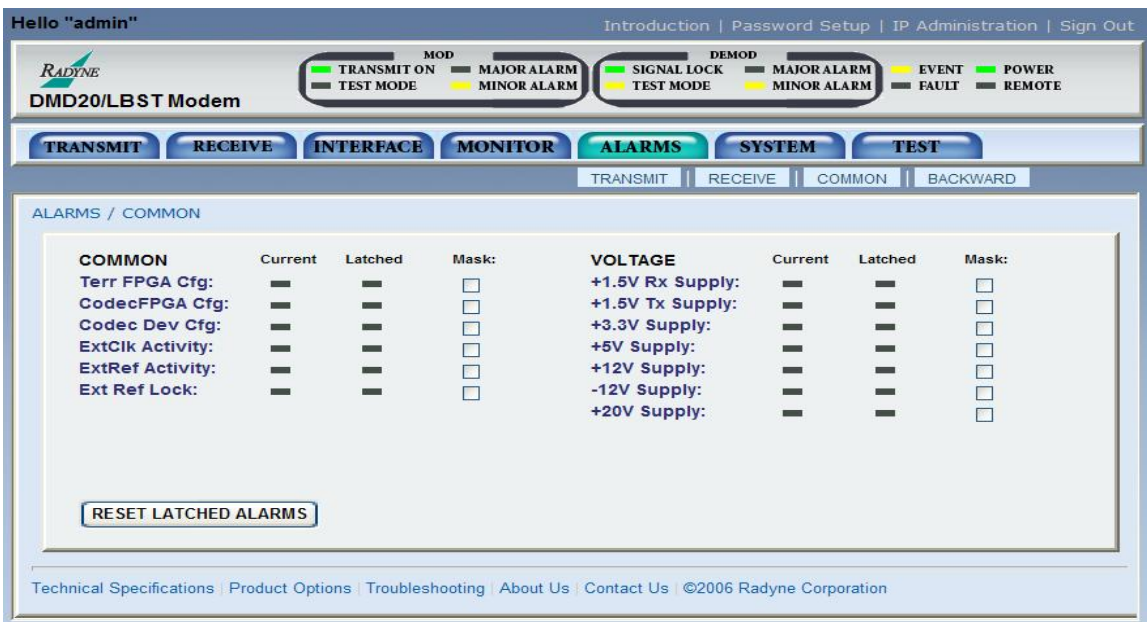 Hello "admin"
Introduction | Password Setup | IP Administration | Sign Out
RADYNE
DMD20/LBST Modem
MOD
TRANSMIT ON MAJOR ALARM
TEST MODE MINOR ALARM
DEMOD
SIGNAL LOCK MAJOR ALARM
TEST MODE MINOR ALARM
EVENT POWER
FAULT REMOTE
TRANSMIT RECEIVE INTERFACE MONITOR ALARMS SYSTEM TEST
TRANSMIT | RECEIVE | COMMON | BACKWARD
ALARMS / COMMON
COMMON Current Latched Mask:
Terr FPGA Cfg:
CodecFPGA Cfg:
Codec Dev Cfg:
ExtClk Activity:
ExtRef Activity:
Ext Ref Lock:
VOLTAGE Current Latched Mask:
+1.5V Rx Supply:
+1.5V Tx Supply:
+3.3V Supply:
+5V Supply:
+12V Supply:
-12V Supply:
+20V Supply:
RESET LATCHED ALARMS
Technical Specifications | Product Options | Troubleshooting | About Us | Contact Us | ©2006 Radyne Corporation